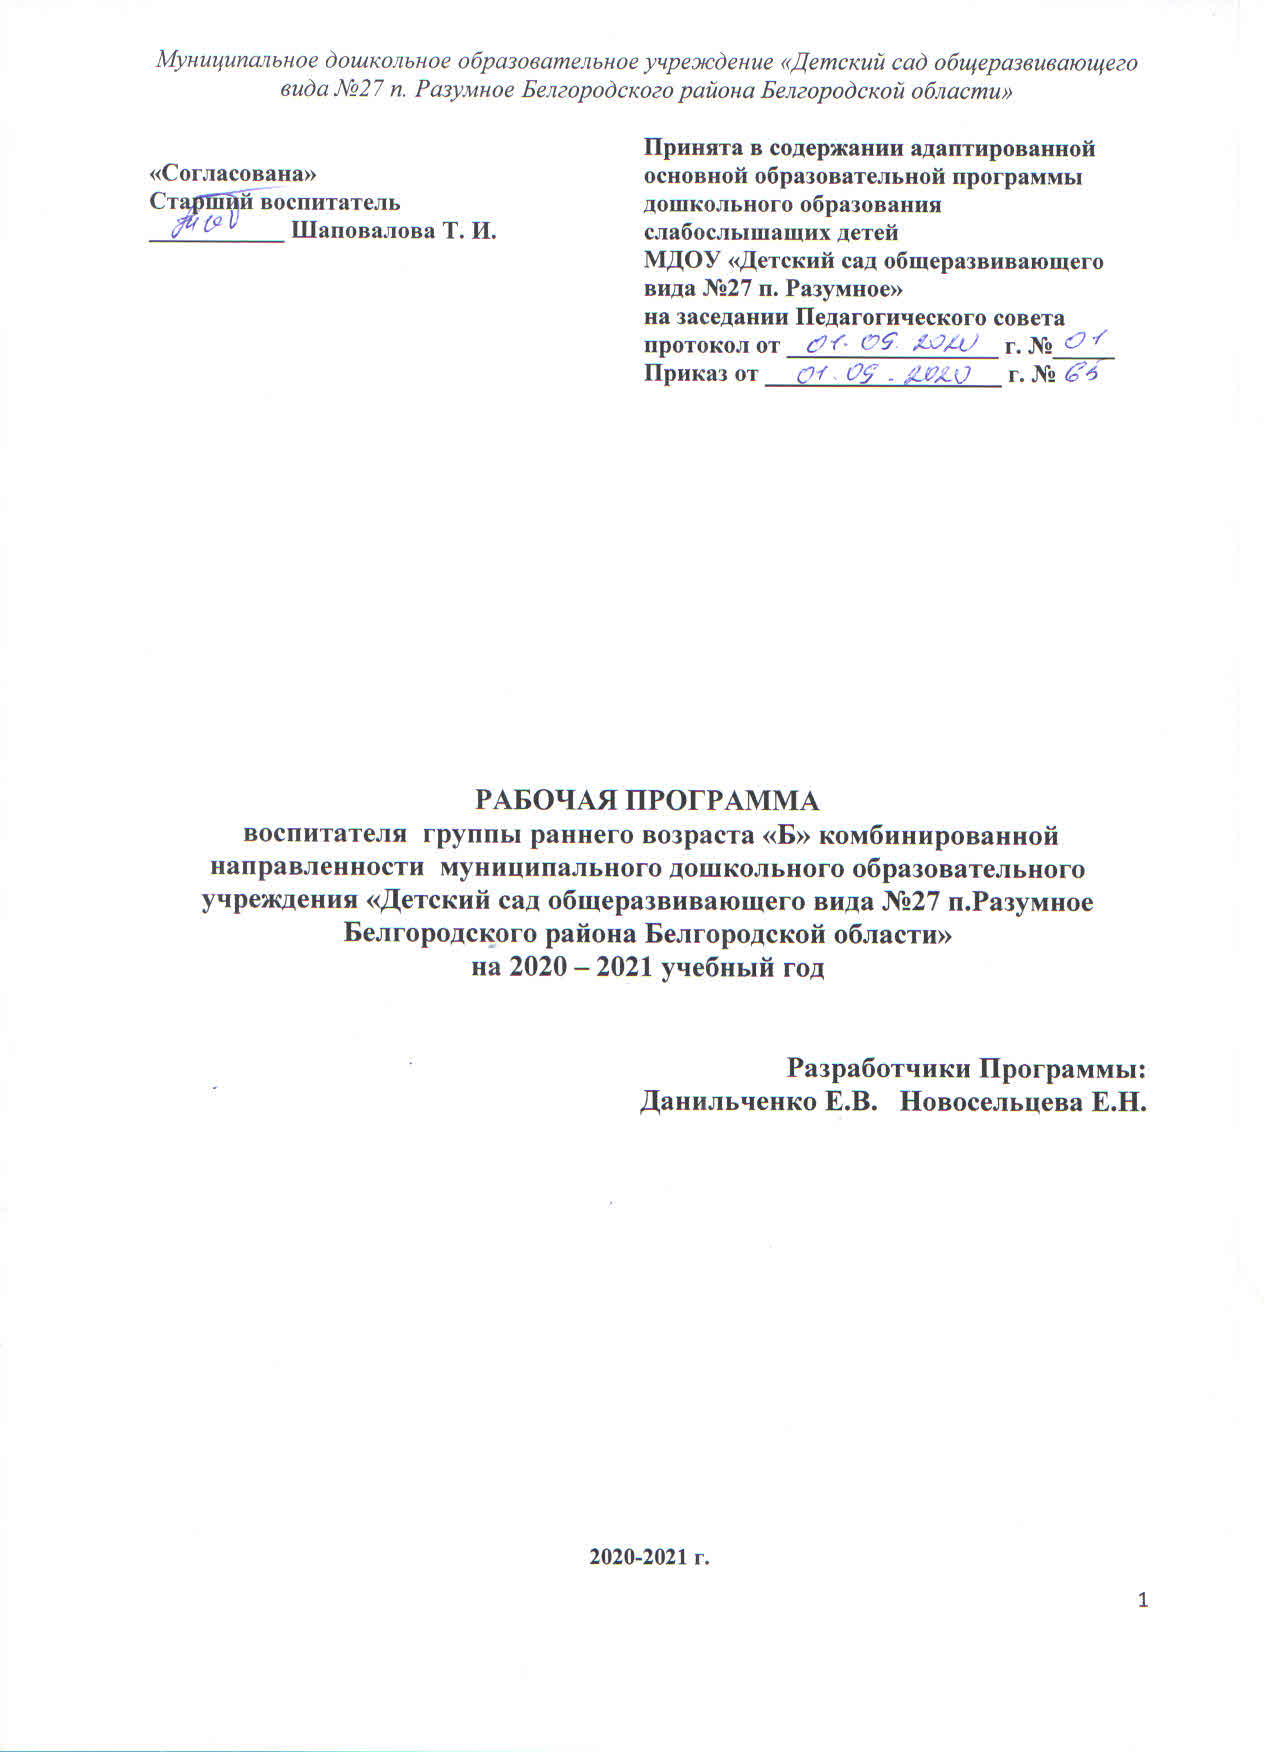 Муниципальное дошкольное образовательное учреждение «Детский сад общеразвивающего
вида №27 п. Разумное Белгородского района Белгородской области»
«Согласована»
Старший воспитатель
____________ Шаповалова Т. И.
Принята в содержании адаптированной
основной образовательной программы
дошкольного образования
слабослышащих детей
МДОУ «Детский сад общеразвивающего
вида №27 п. Разумное»
на заседании Педагогического совета
протокол от 01. 09. 2020 г. № 01
Приказ от 01. 09. 2020 г. №
РАБОЧАЯ ПРОГРАММА
воспитателя группы раннего возраста «Б» комбинированной
направленности муниципального дошкольного образовательного
учреждения «Детский сад общеразвивающего вида №27 п.Разумное
Белгородского района Белгородской области»
на 2020 – 2021 учебный год
Разработчики Программы:
Данильченко Е.В. Новосельцева Е.Н.
2020-2021 г.
1